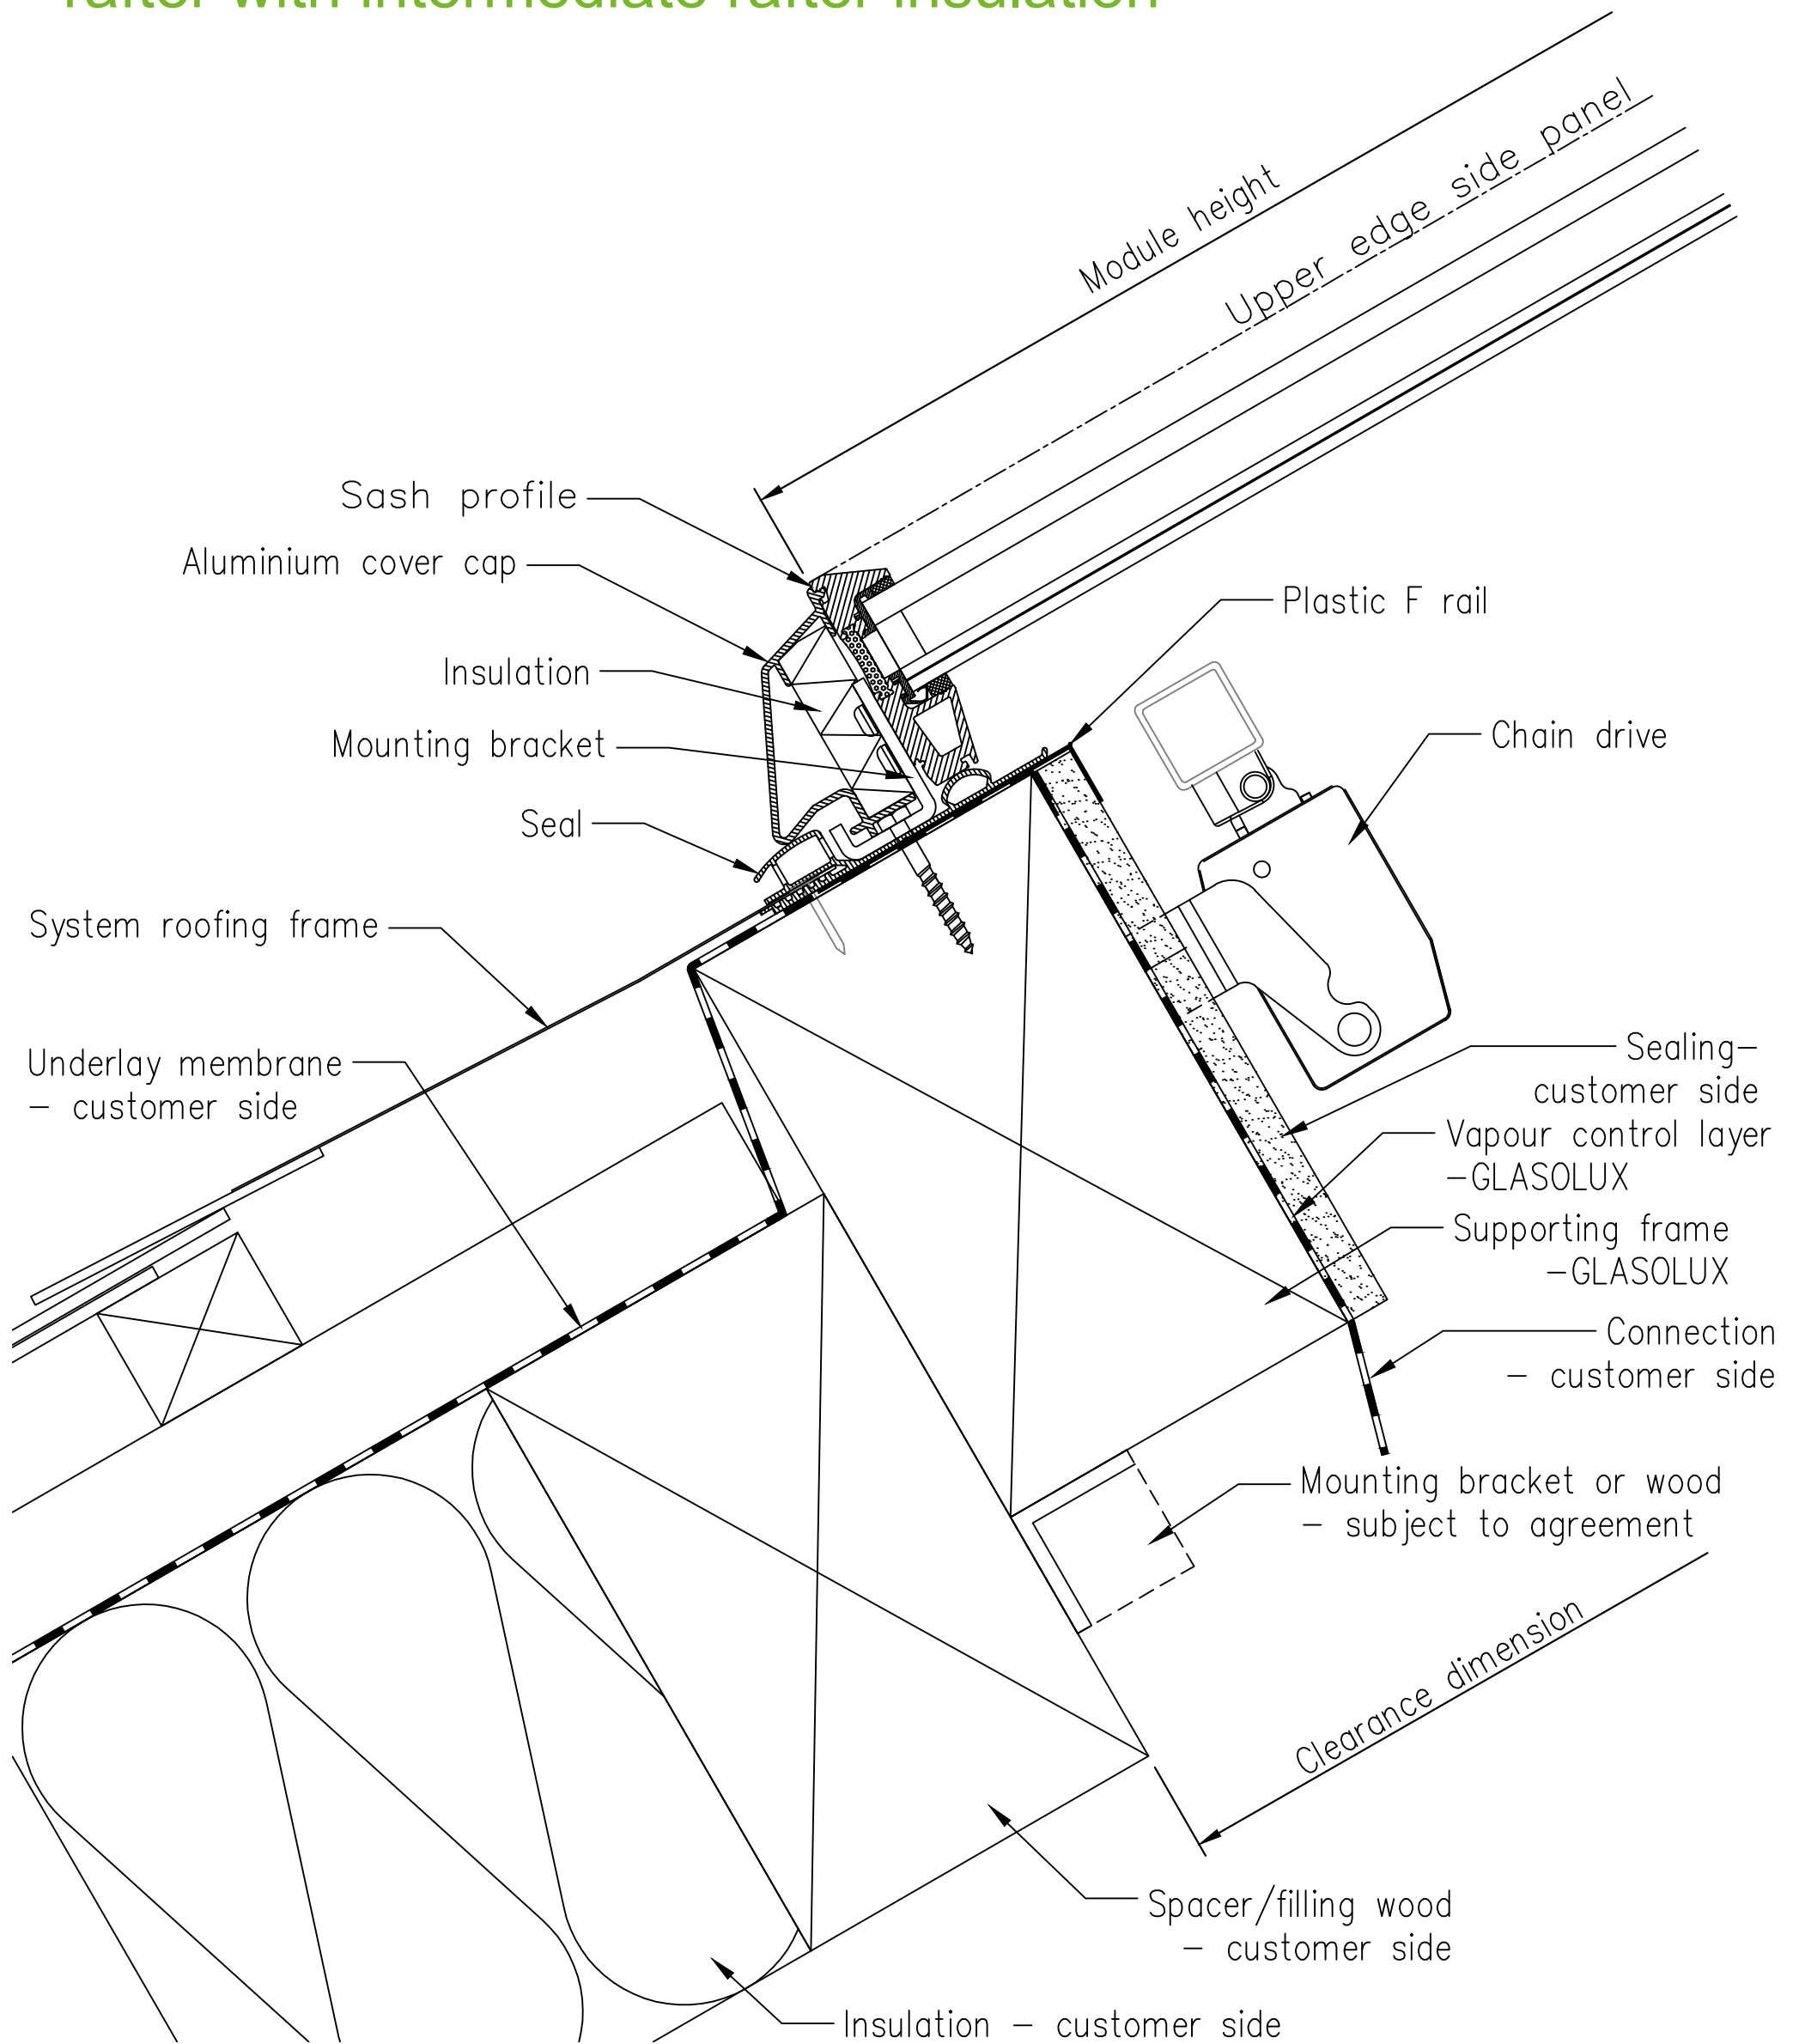 rafter with intermediate rafter insulation
Module height
Upper edge side panel
Sash profile
Aluminium cover cap
Insulation
Mounting bracket
Seal
System roofing frame
Underlay membrane
– customer side
Plastic F rail
Chain drive
Sealing–
customer side
Vapour control layer
–GLASOLUX
Supporting frame
–GLASOLUX
Connection
– customer side
Mounting bracket or wood
– subject to agreement
Clearance dimension
Spacer/filling wood
– customer side
Insulation – customer side